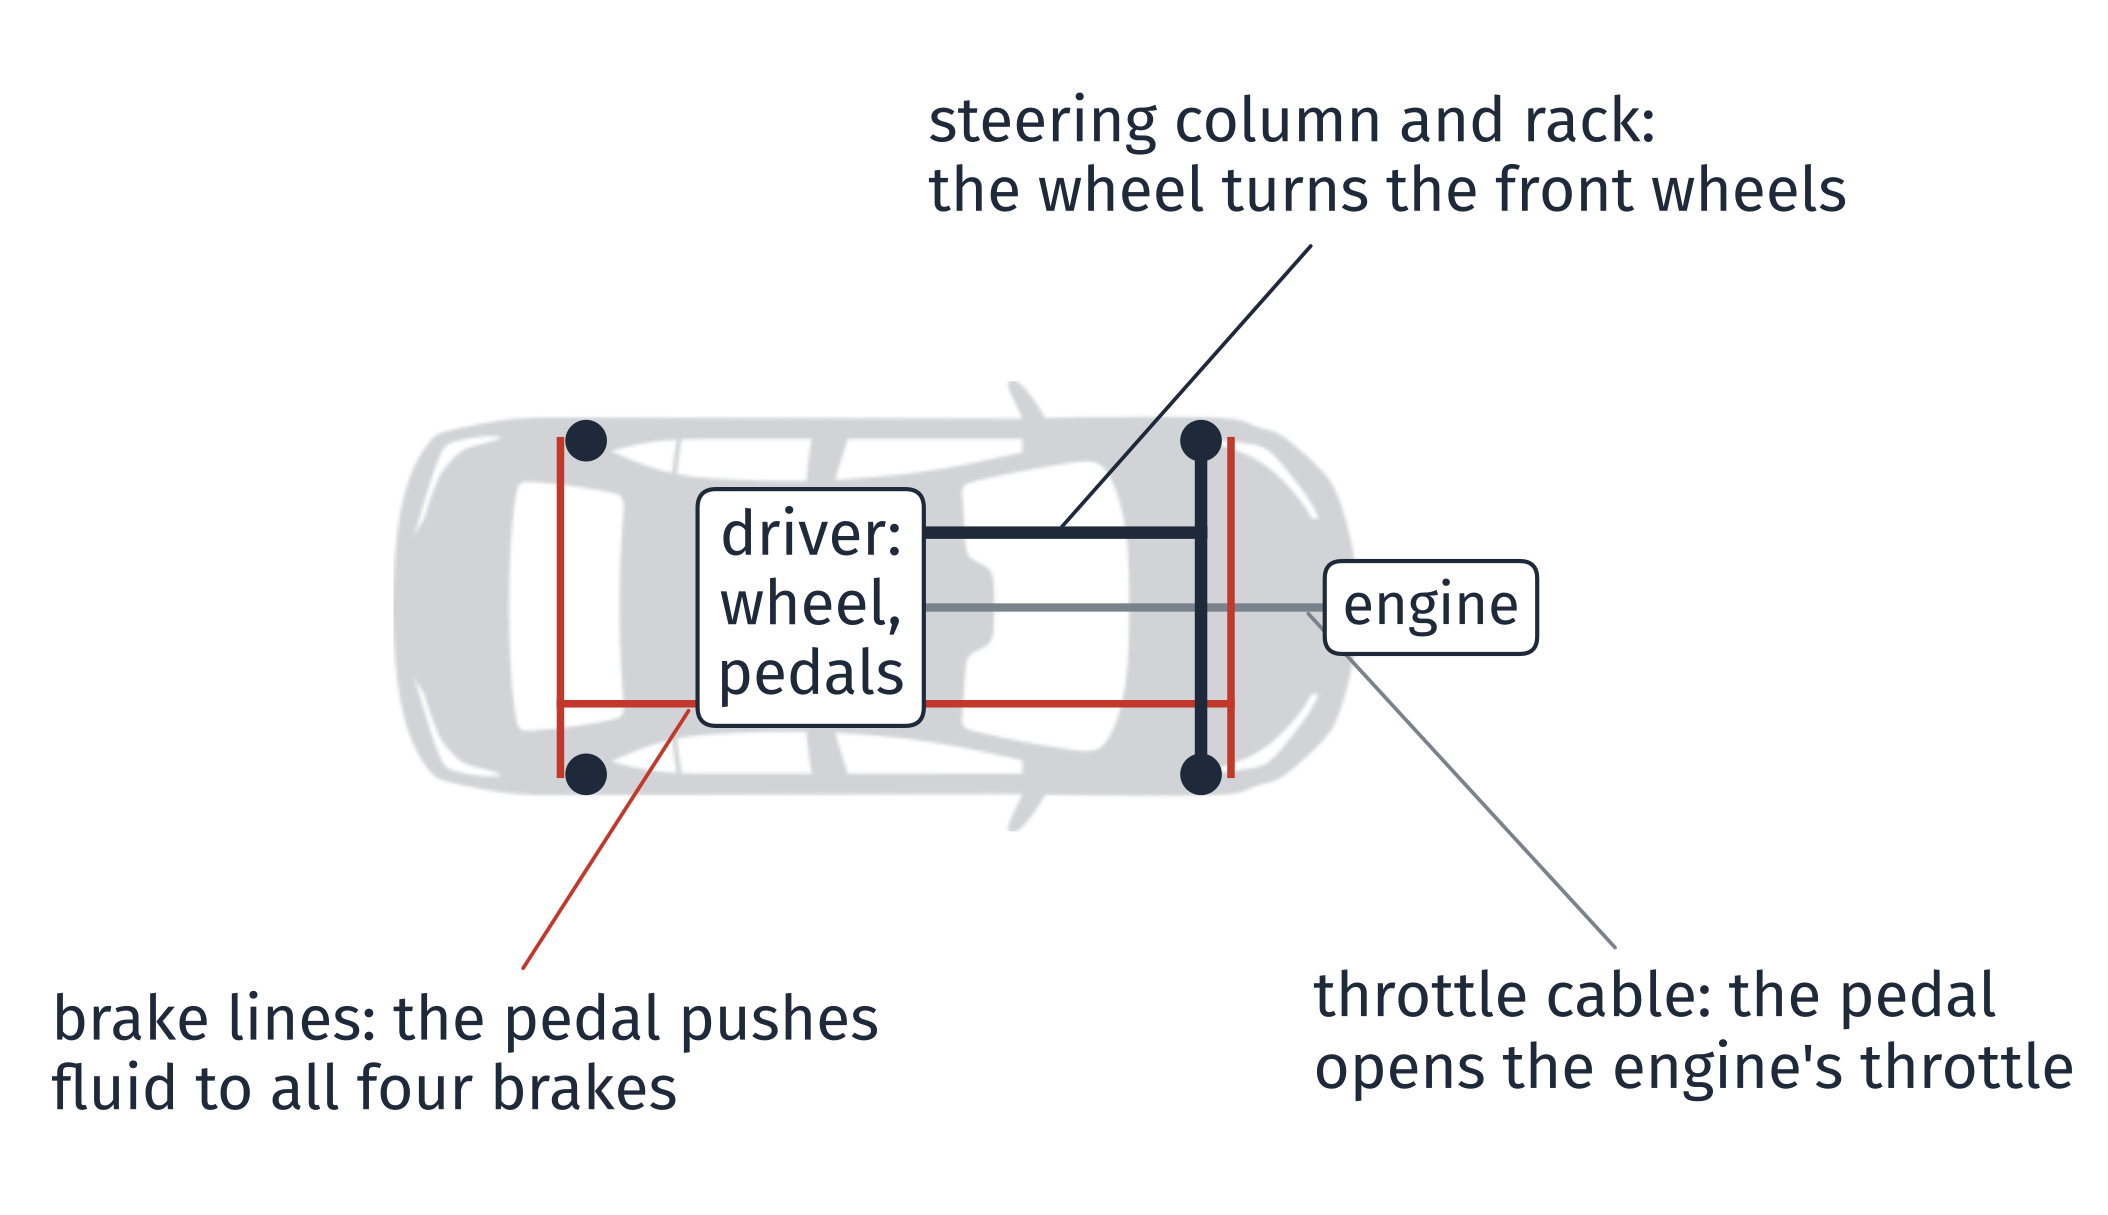 steering column and rack:
the wheel turns the front wheels
driver:
wheel,
pedals
engine
brake lines: the pedal pushes
fluid to all four brakes
throttle cable: the pedal
opens the engine's throttle